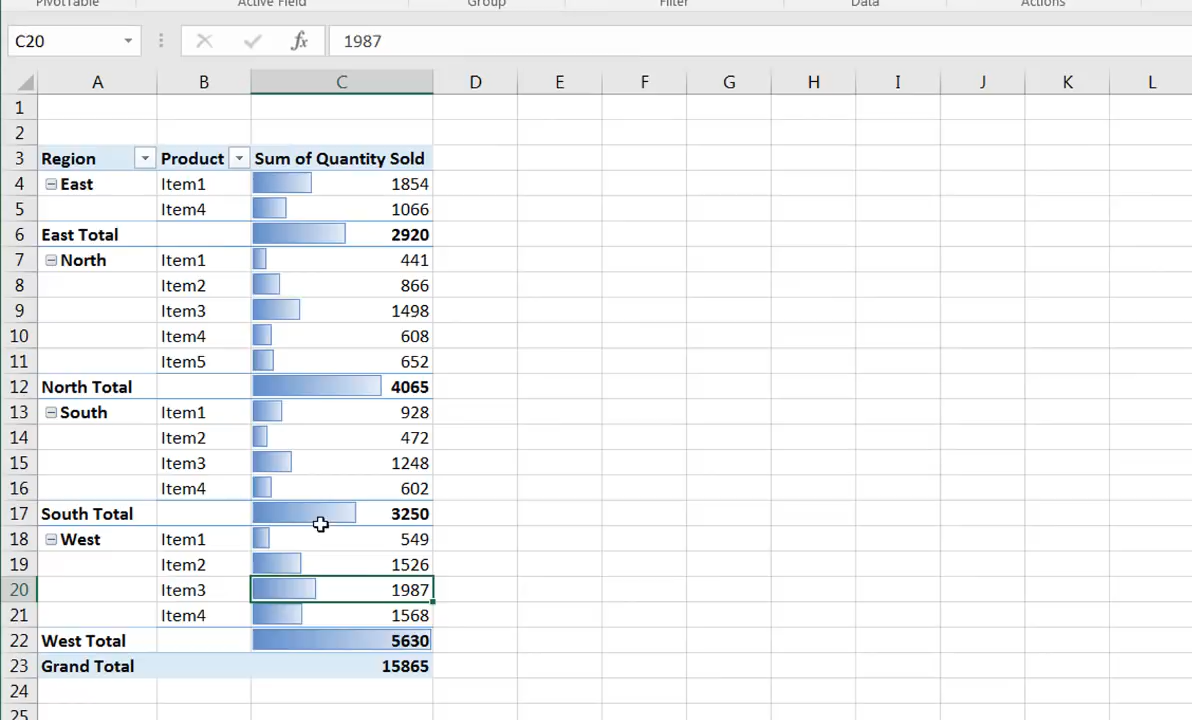 PivotTable Active Field Group Filter Data Actions
C20 fx 1987
A B C D E F G H I J K L
1
2
3 Region Product Sum of Quantity Sold
4 East Item1 1854
5 Item4 1066
6 East Total 2920
7 North Item1 441
8 Item2 866
9 Item3 1498
10 Item4 608
11 Item5 652
12 North Total 4065
13 South Item1 928
14 Item2 472
15 Item3 1248
16 Item4 602
17 South Total 3250
18 West Item1 549
19 Item2 1526
20 Item3 1987
21 Item4 1568
22 West Total 5630
23 Grand Total 15865
24
25